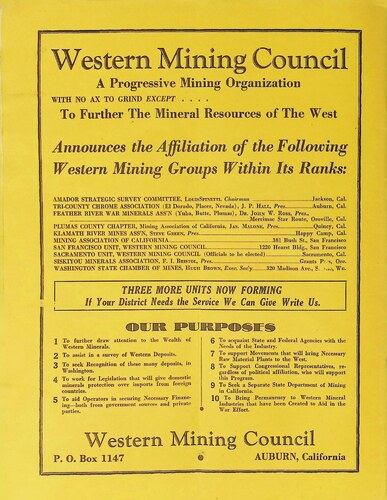 Western Mining Council
A Progressive Mining Organization
WITH NO AX TO GRIND EXCEPT . . . .
To Further The Mineral Resources of The West
Announces the Affiliation of the Following
Western Mining Groups Within Its Ranks:
AMADOR STRATEGIC SURVEY COMMITTEE, Chairman Jackson, Cal.
TRI-COUNTY CHROME ASSOCIATION (El Dorado, Placer, Nevada), J. P. HALL, Pres. Auburn, Cal.
FEATHER RIVER WAR MINERALS ASS'N (Yuba, Butte, Plumas), DR. JOHN W. ROSS, Pres.
Merrimac Star Route, Oroville, Cal.
PLUMAS COUNTY CHAPTER, Mining Association of California, JAS. MALONE, Pres. Quincy, Cal.
KLAMATH RIVER MINES ASS'N, STEVE GREEN, Pres. Happy Camp, Cal.
MINING ASSOCIATION OF CALIFORNIA 381 Bush St., San Francisco
SAN FRANCISCO UNIT, WESTERN MINING COUNCIL 1220 Hearst Bldg., San Francisco
SACRAMENTO UNIT, WESTERN MINING COUNCIL (Officials to be elected) Sacramento, Cal.
SISKIYOU MINERALS ASSOCIATION, F. I. BRISTOL, Pres. Grants Pass, Ore.
WASHINGTON STATE CHAMBER OF MINES, HUGH BROWN, Exec. Sec'y. Madison Ave., Wn.
THREE MORE UNITS NOW FORMING
If Your District Needs the Service We Can Give Write Us.
OUR PURPOSES
1 To further draw attention to the Wealth of
Western Minerals.
2 To assist in a survey of Western Deposits.
3 To seek Recognition of these many deposits, in
Washington.
4 To work for Legislation that will give domestic
minerals protection over imports from foreign
countries.
5 To aid Operators in securing Necessary Financing—both
from government sources and private
parties.
6 To acquaint State and Federal Agencies with the
Needs of the Industry.
7 To support Movements that will bring Necessary
Raw Material Plants to the West.
8 To Support Congressional Representatives, regardless
of political affiliation, who will support
this Program.
9 To Seek a Separate State Department of Mining
in California.
10 To Bring Permanency to Western Mineral
Industries that have been Created to Aid in the
War Effort.
Western Mining Council
P. O. Box 1147 AUBURN, California